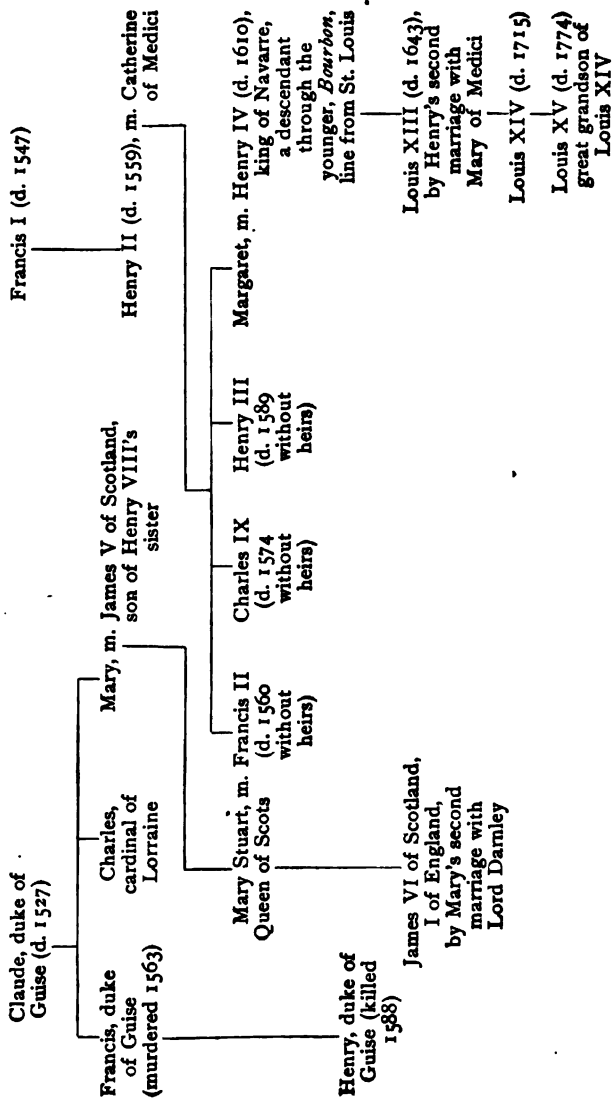 Francis I (d. 1547)
Claude, duke of
Guise (d. 1527)
Francis, duke
of Guise
(murdered 1563)
Charles,
cardinal of
Lorraine
Mary, m. James V of Scotland,
son of Henry VIII's
sister
Henry II (d. 1559), m. Catherine
of Medici
Henry, duke of
Guise (killed
1588)
Mary Stuart, m. Francis II
Queen of Scots (d. 1560
without
heirs)
Charles IX
(d. 1574
without
heirs)
Henry III
(d. 1589
without
heirs)
Margaret, m. Henry IV (d. 1610),
king of Navarre,
a descendant
through the
younger, Bourbon,
line from St. Louis
James VI of Scotland,
I of England,
by Mary's second
marriage with
Lord Darnley
Louis XIII (d. 1643),
by Henry's second
marriage with
Mary of Medici
Louis XIV (d. 1715)
Louis XV (d. 1774)
great grandson of
Louis XIV